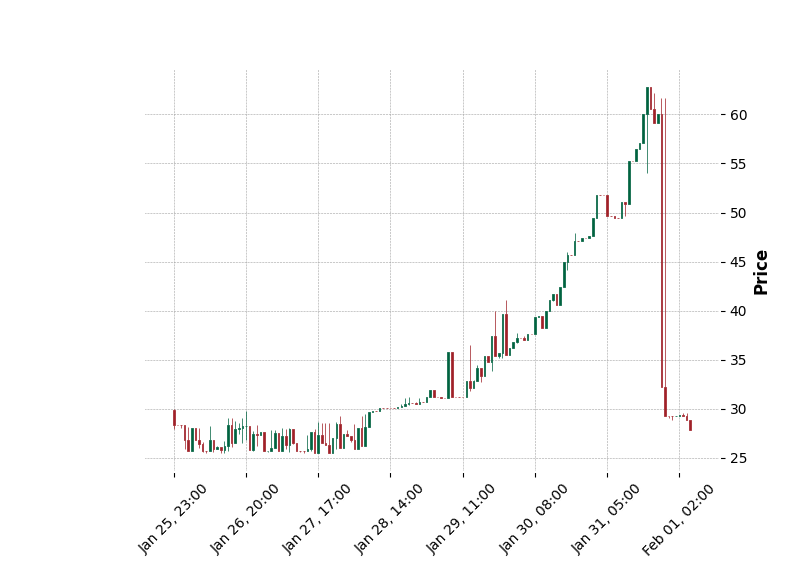 60
55
50
45
40
35
30
25
Price
Jan 25, 23:00
Jan 26, 20:00
Jan 27, 17:00
Jan 28, 14:00
Jan 29, 11:00
Jan 30, 08:00
Jan 31, 05:00
Feb 01, 02:00